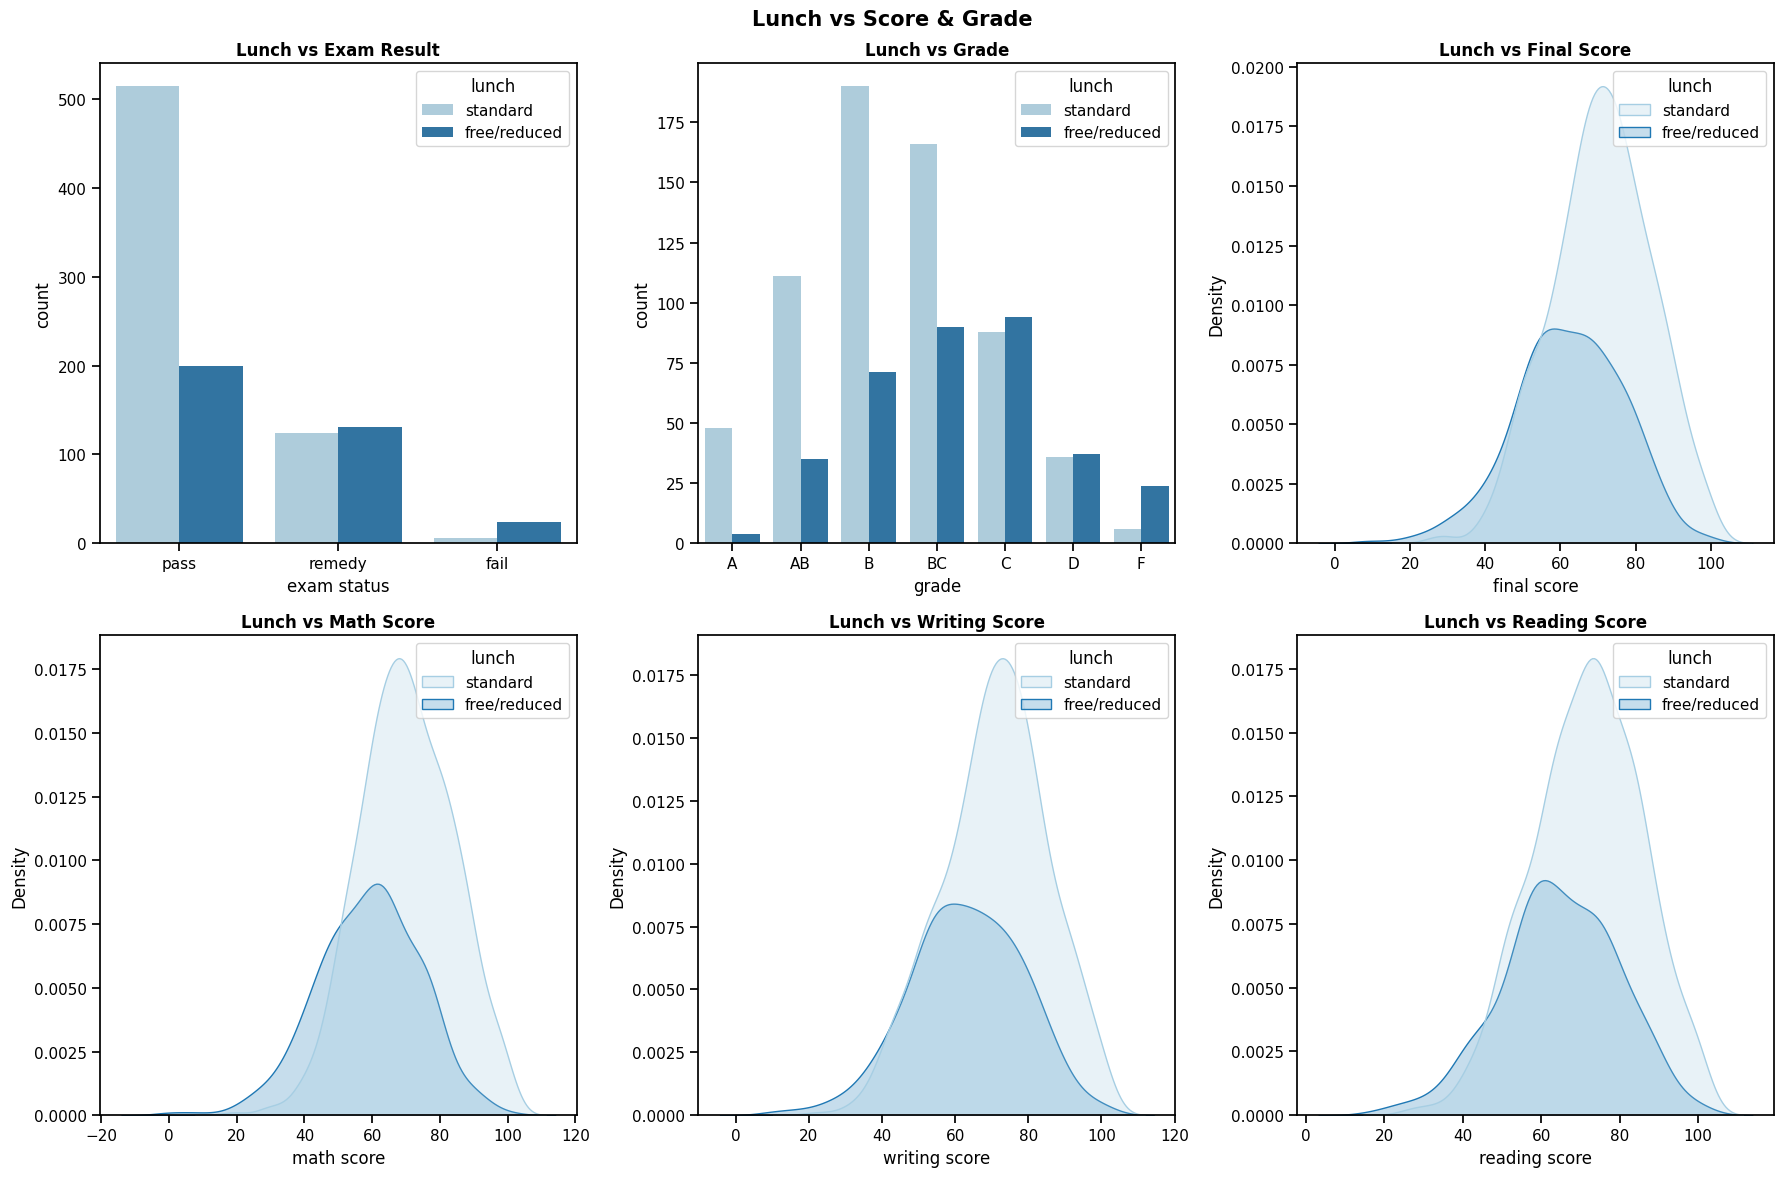 Lunch vs Score & Grade
Lunch vs Exam Result
lunch
standard
free/reduced
500
400
300
200
100
0
count
pass remedy fail
exam status
Lunch vs Grade
lunch
standard
free/reduced
175
150
125
100
75
50
25
0
count
A AB B BC C D F
grade
Lunch vs Final Score
lunch
standard
free/reduced
0.0200
0.0175
0.0150
0.0125
0.0100
0.0075
0.0050
0.0025
0.0000
Density
0 20 40 60 80 100
final score
Lunch vs Math Score
lunch
standard
free/reduced
0.0175
0.0150
0.0125
0.0100
0.0075
0.0050
0.0025
0.0000
Density
−20 0 20 40 60 80 100 120
math score
Lunch vs Writing Score
lunch
standard
free/reduced
0.0175
0.0150
0.0125
0.0100
0.0075
0.0050
0.0025
0.0000
Density
0 20 40 60 80 100 120
writing score
Lunch vs Reading Score
lunch
standard
free/reduced
0.0175
0.0150
0.0125
0.0100
0.0075
0.0050
0.0025
0.0000
Density
0 20 40 60 80 100
reading score